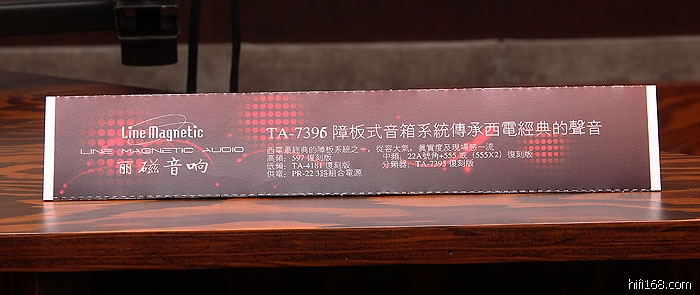 Line Magnetic
LINE MAGNETIC AUDIO
丽磁音响
TA-7396 障板式音箱系統傳承西電經典的聲音
西電最經典的障板系統之一，從容大氣，真實度及現場感一流
高頻：597 復刻版 中頻：22A號角+555 或 (555X2) 復刻版
低頻：TA-4181 復刻版 分頻器：TA-7395 復刻版
供電：PR-22 3路組合電源
hifi168.com